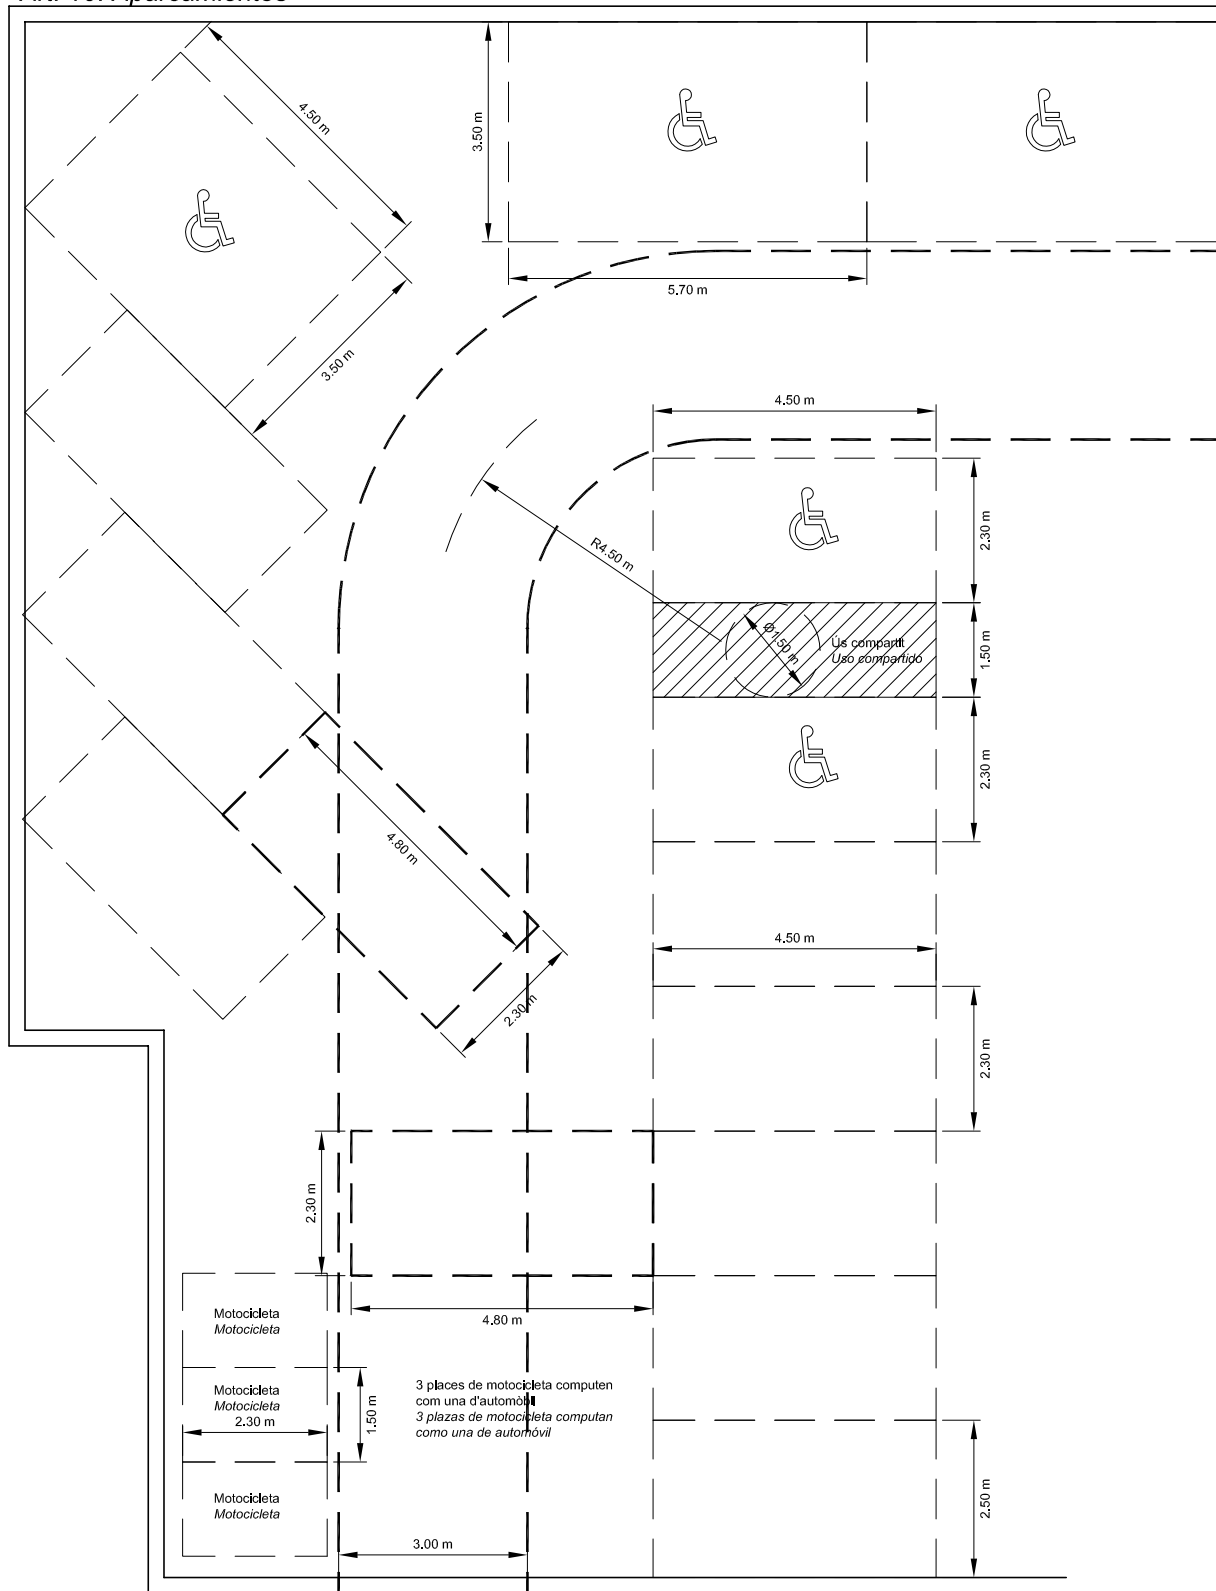 4.50 m
3.50 m
5.70 m
3.50 m
4.50 m
2.30 m
R4.50 m
Ø1.50 m
Ús compartit
Uso compartido
1.50 m
2.30 m
4.80 m
4.50 m
2.30 m
2.30 m
2.30 m
4.80 m
Motocicleta
Motocicleta
Motocicleta
Motocicleta
2.30 m
1.50 m
3 places de motocicleta computen
com una d'automòbil
3 plazas de motocicleta computan
como una de automóvil
Motocicleta
Motocicleta
2.50 m
3.00 m